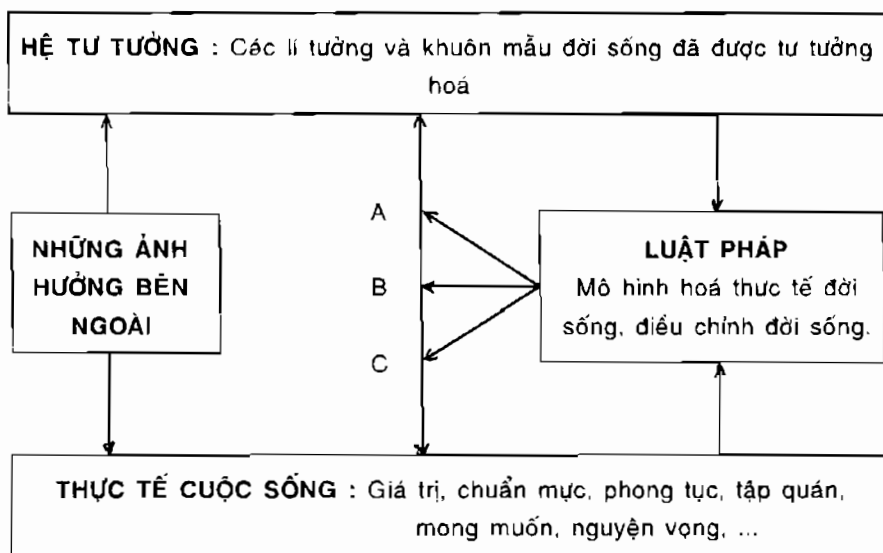 HỆ TƯ TƯỞNG : Các lí tưởng và khuôn mẫu đời sống đã được tư tưởng
hoá
NHỮNG ẢNH
HƯỞNG BÊN
NGOÀI
A
B
C
LUẬT PHÁP
Mô hình hoá thực tế đời
sống, điều chỉnh đời sống.
THỰC TẾ CUỘC SỐNG : Giá trị, chuẩn mực, phong tục, tập quán,
mong muốn, nguyện vọng, ...